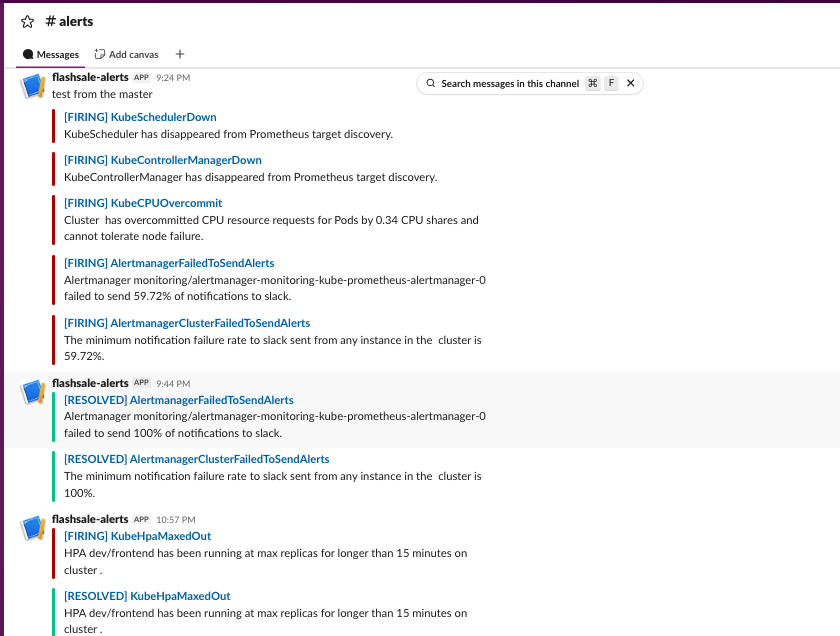 # alerts
Messages Add canvas +
flashsale-alerts APP 9:24 PM
Search messages in this channel ⌘ F ✕
test from the master
[FIRING] KubeSchedulerDown
KubeScheduler has disappeared from Prometheus target discovery.
[FIRING] KubeControllerManagerDown
KubeControllerManager has disappeared from Prometheus target discovery.
[FIRING] KubeCPUOvercommit
Cluster  has overcommitted CPU resource requests for Pods by 0.34 CPU shares and
cannot tolerate node failure.
[FIRING] AlertmanagerFailedToSendAlerts
Alertmanager monitoring/alertmanager-monitoring-kube-prometheus-alertmanager-0
failed to send 59.72% of notifications to slack.
[FIRING] AlertmanagerClusterFailedToSendAlerts
The minimum notification failure rate to slack sent from any instance in the  cluster is
59.72%.
flashsale-alerts APP 9:44 PM
[RESOLVED] AlertmanagerFailedToSendAlerts
Alertmanager monitoring/alertmanager-monitoring-kube-prometheus-alertmanager-0
failed to send 100% of notifications to slack.
[RESOLVED] AlertmanagerClusterFailedToSendAlerts
The minimum notification failure rate to slack sent from any instance in the  cluster is
100%.
flashsale-alerts APP 10:57 PM
[FIRING] KubeHpaMaxedOut
HPA dev/frontend has been running at max replicas for longer than 15 minutes on
cluster .
[RESOLVED] KubeHpaMaxedOut
HPA dev/frontend has been running at max replicas for longer than 15 minutes on
cluster .